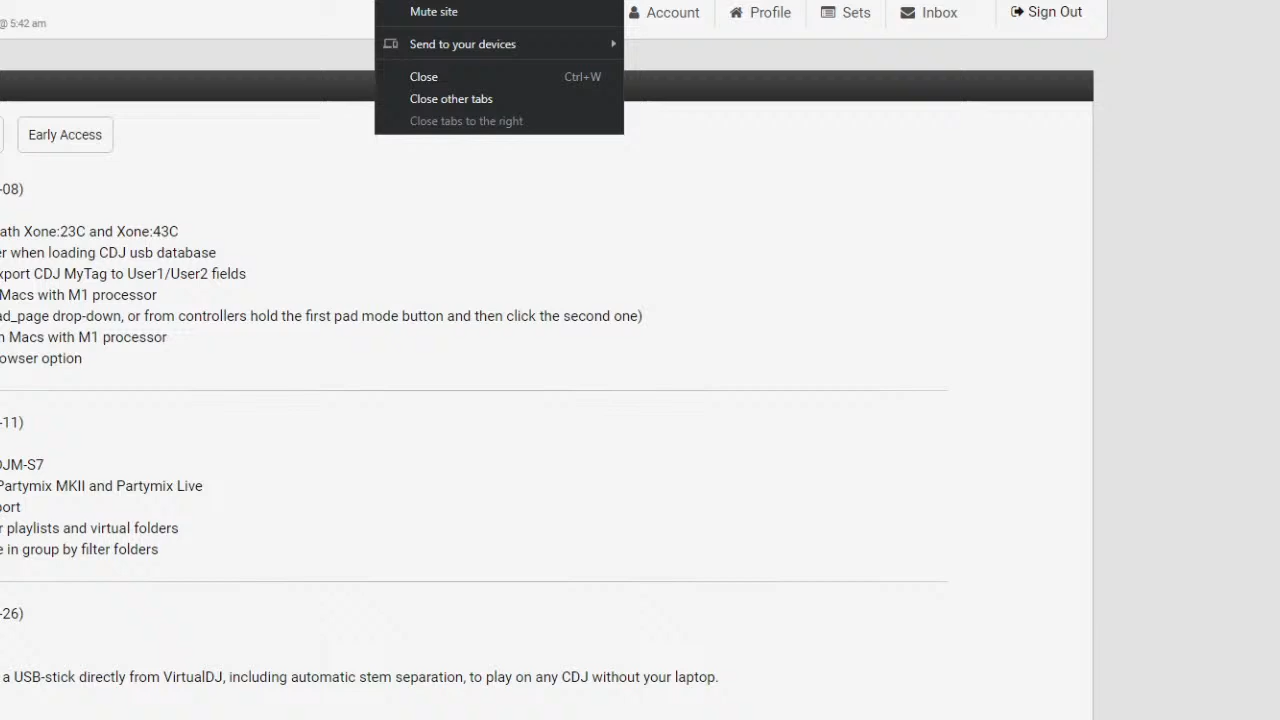 Mute site
Account Profile Sets Inbox Sign Out
@ 5:42 am
Send to your devices
Close Ctrl+W
Close other tabs
Close tabs to the right
Early Access
-08)
ath Xone:23C and Xone:43C
er when loading CDJ usb database
xport CDJ MyTag to User1/User2 fields
Macs with M1 processor
ad_page drop-down, or from controllers hold the first pad mode button and then click the second one)
n Macs with M1 processor
owser option
-11)
DJM-S7
Partymix MKII and Partymix Live
port
r playlists and virtual folders
e in group by filter folders
-26)
a USB-stick directly from VirtualDJ, including automatic stem separation, to play on any CDJ without your laptop.